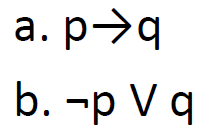 a. p→q
b. ¬p V q